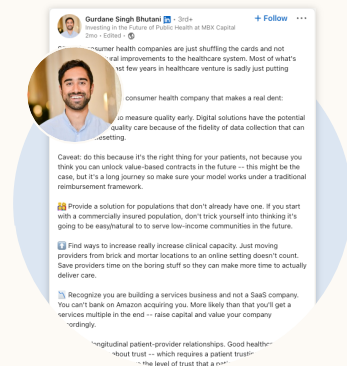 Gurdane Singh Bhutani in • 3rd+
+ Follow ...
Investing in the Future of Public Health at MBX Capital
2mo • Edited •
consumer health companies are just shuffling the cards and not
improvements to the healthcare system. Most of what's
few years in healthcare venture is sadly just putting
consumer health company that makes a real dent:
to measure quality early. Digital solutions have the potential
quality care because of the fidelity of data collection that can
Caveat: do this because it's the right thing for your patients, not because you
think you can unlock value-based contracts in the future -- this might be the
case, but it's a long journey so make sure your model works under a traditional
reimbursement framework.
Provide a solution for populations that don't already have one. If you start
with a commercially insured population, don't trick yourself into thinking it's
going to be easy/natural to to serve low-income communities in the future.
Find ways to increase really increase clinical capacity. Just moving
providers from brick and mortar locations to an online setting doesn't count.
Save providers time on the boring stuff so they can make more time to actually
deliver care.
Recognize you are building a services business and not a SaaS company.
You can't bank on Amazon acquiring you. More likely than that you'll get a
services multiple in the end -- raise capital and value your company
longitudinal patient-provider relationships. Good
about trust -- which requires a patient
the level of trust that a